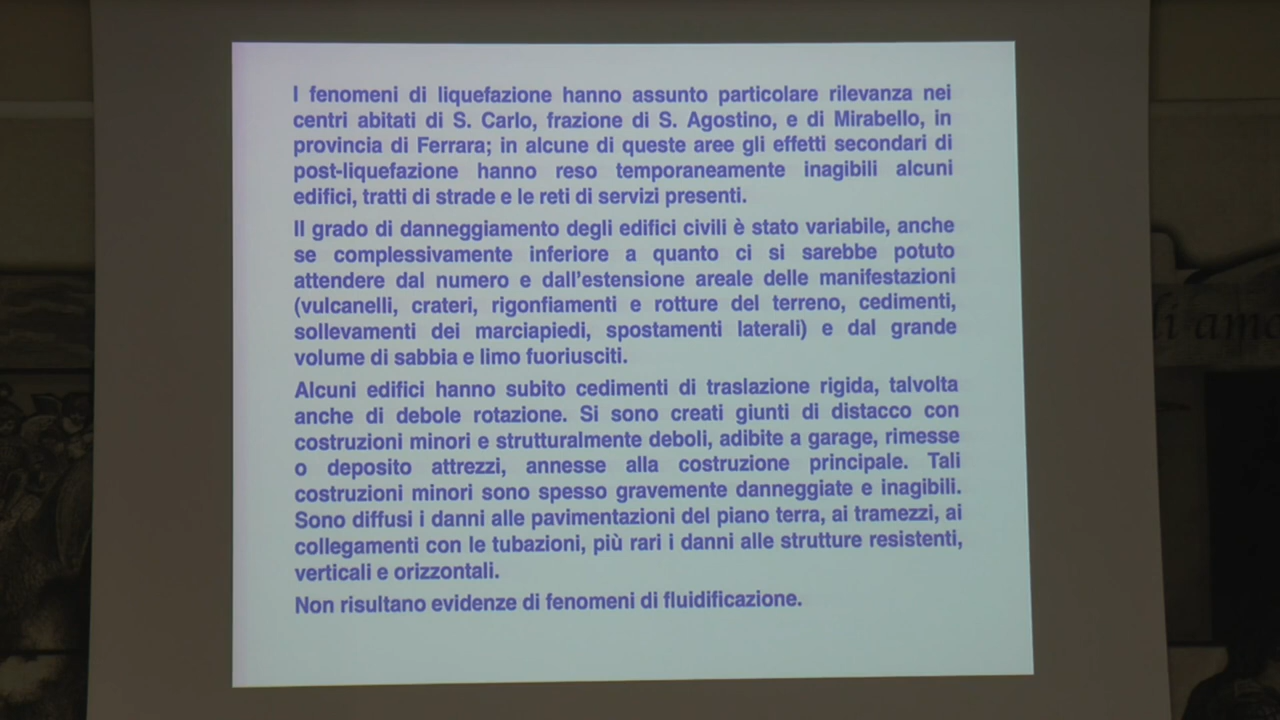 I fenomeni di liquefazione hanno assunto particolare rilevanza nei
centri abitati di S. Carlo, frazione di S. Agostino, e di Mirabello, in
provincia di Ferrara; in alcune di queste aree gli effetti secondari di
post-liquefazione hanno reso temporaneamente inagibili alcuni
edifici, tratti di strade e le reti di servizi presenti.
Il grado di danneggiamento degli edifici civili è stato variabile, anche
se complessivamente inferiore a quanto ci si sarebbe potuto
attendere dal numero e dall'estensione areale delle manifestazioni
(vulcanelli, crateri, rigonfiamenti e rotture del terreno, cedimenti,
sollevamenti dei marciapiedi, spostamenti laterali) e dal grande
volume di sabbia e limo fuoriusciti.
Alcuni edifici hanno subito cedimenti di traslazione rigida, talvolta
anche di debole rotazione. Si sono creati giunti di distacco con
costruzioni minori e strutturalmente deboli, adibite a garage, rimesse
o deposito attrezzi, annesse alla costruzione principale. Tali
costruzioni minori sono spesso gravemente danneggiate e inagibili.
Sono diffusi i danni alle pavimentazioni del piano terra, ai tramezzi, ai
collegamenti con le tubazioni, più rari i danni alle strutture resistenti,
verticali e orizzontali.
Non risultano evidenze di fenomeni di fluidificazione.